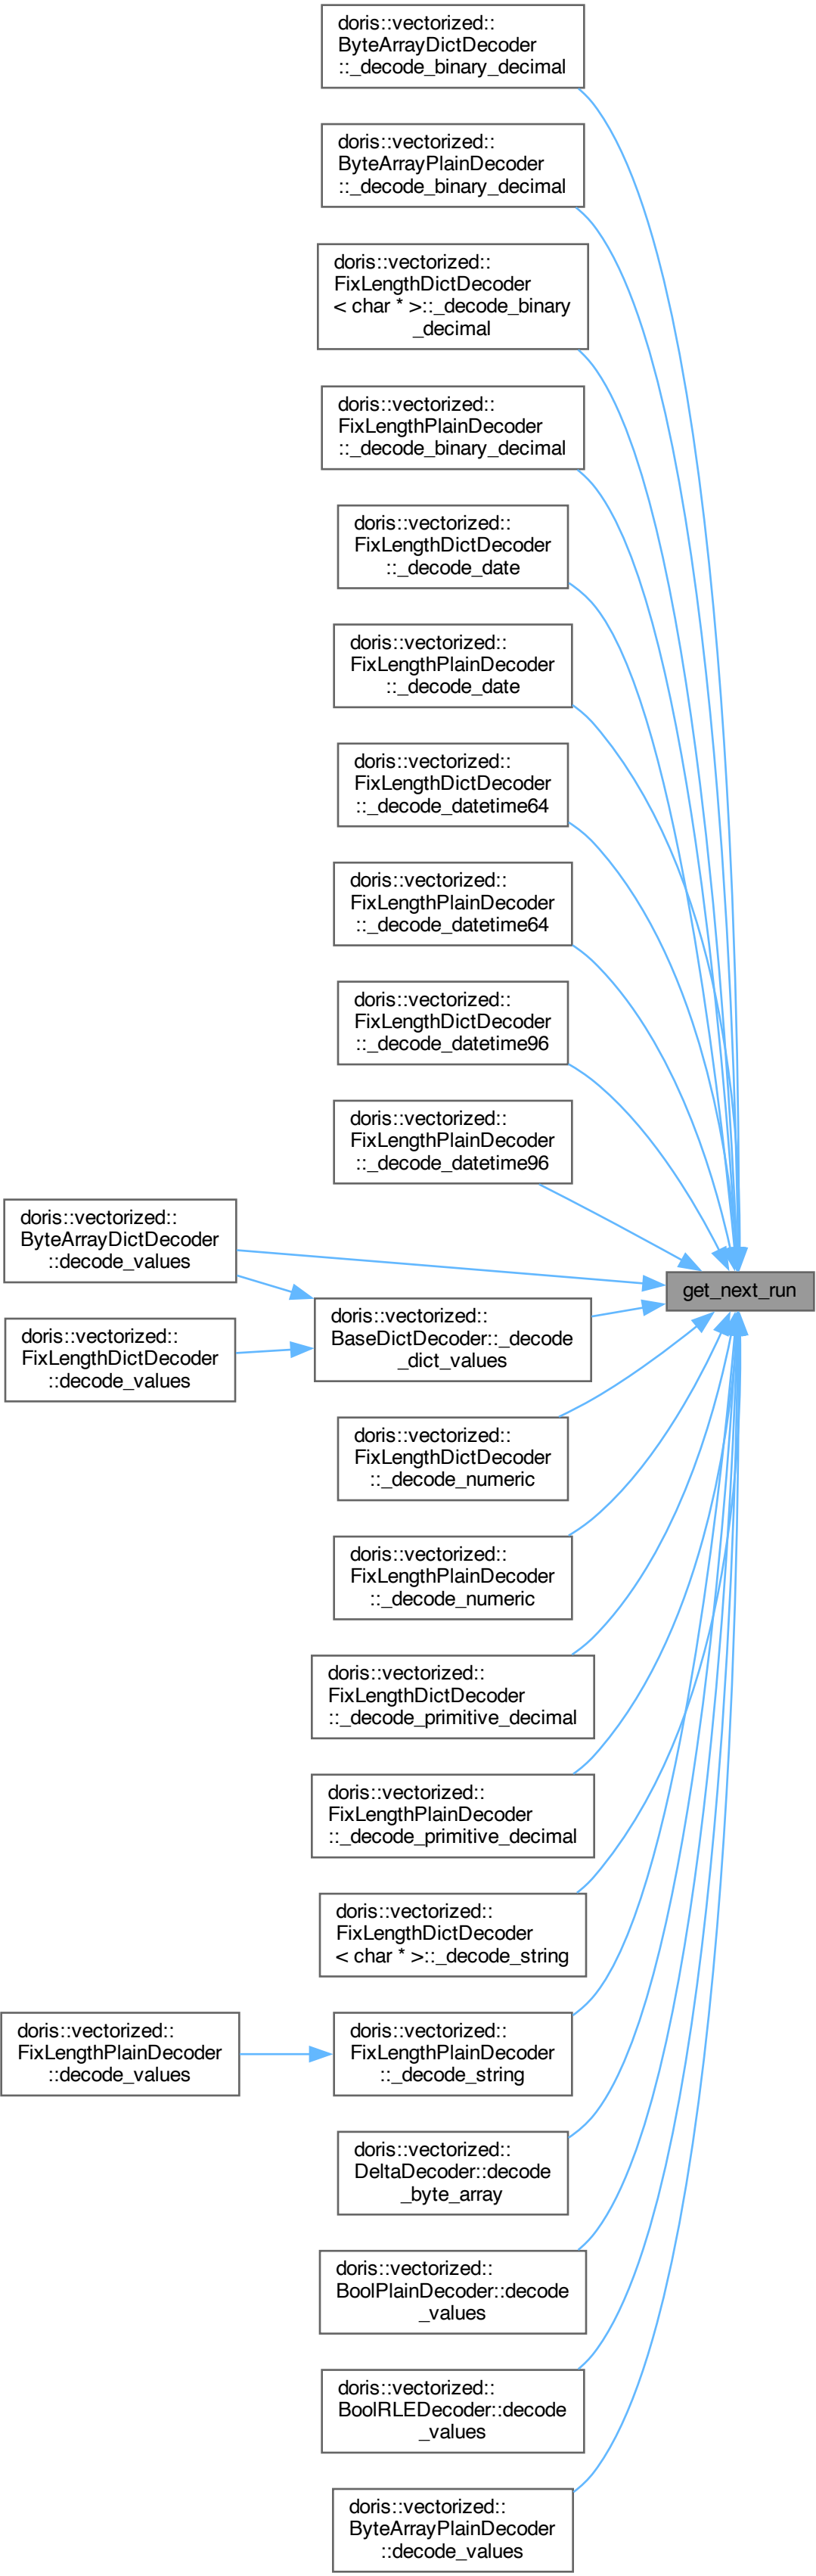 doris::vectorized::
ByteArrayDictDecoder
::_decode_binary_decimal
doris::vectorized::
ByteArrayPlainDecoder
::_decode_binary_decimal
doris::vectorized::
FixLengthDictDecoder
< char * >::_decode_binary
_decimal
doris::vectorized::
FixLengthPlainDecoder
::_decode_binary_decimal
doris::vectorized::
FixLengthDictDecoder
::_decode_date
doris::vectorized::
FixLengthPlainDecoder
::_decode_date
doris::vectorized::
FixLengthDictDecoder
::_decode_datetime64
doris::vectorized::
FixLengthPlainDecoder
::_decode_datetime64
doris::vectorized::
FixLengthDictDecoder
::_decode_datetime96
doris::vectorized::
FixLengthPlainDecoder
::_decode_datetime96
doris::vectorized::
ByteArrayDictDecoder
::decode_values
get_next_run
doris::vectorized::
BaseDictDecoder::_decode
_dict_values
doris::vectorized::
FixLengthDictDecoder
::decode_values
doris::vectorized::
FixLengthDictDecoder
::_decode_numeric
doris::vectorized::
FixLengthPlainDecoder
::_decode_numeric
doris::vectorized::
FixLengthDictDecoder
::_decode_primitive_decimal
doris::vectorized::
FixLengthPlainDecoder
::_decode_primitive_decimal
doris::vectorized::
FixLengthDictDecoder
< char * >::_decode_string
doris::vectorized::
FixLengthPlainDecoder
::decode_values
doris::vectorized::
FixLengthPlainDecoder
::_decode_string
doris::vectorized::
DeltaDecoder::decode
_byte_array
doris::vectorized::
BoolPlainDecoder::decode
_values
doris::vectorized::
BoolRLEDecoder::decode
_values
doris::vectorized::
ByteArrayPlainDecoder
::decode_values